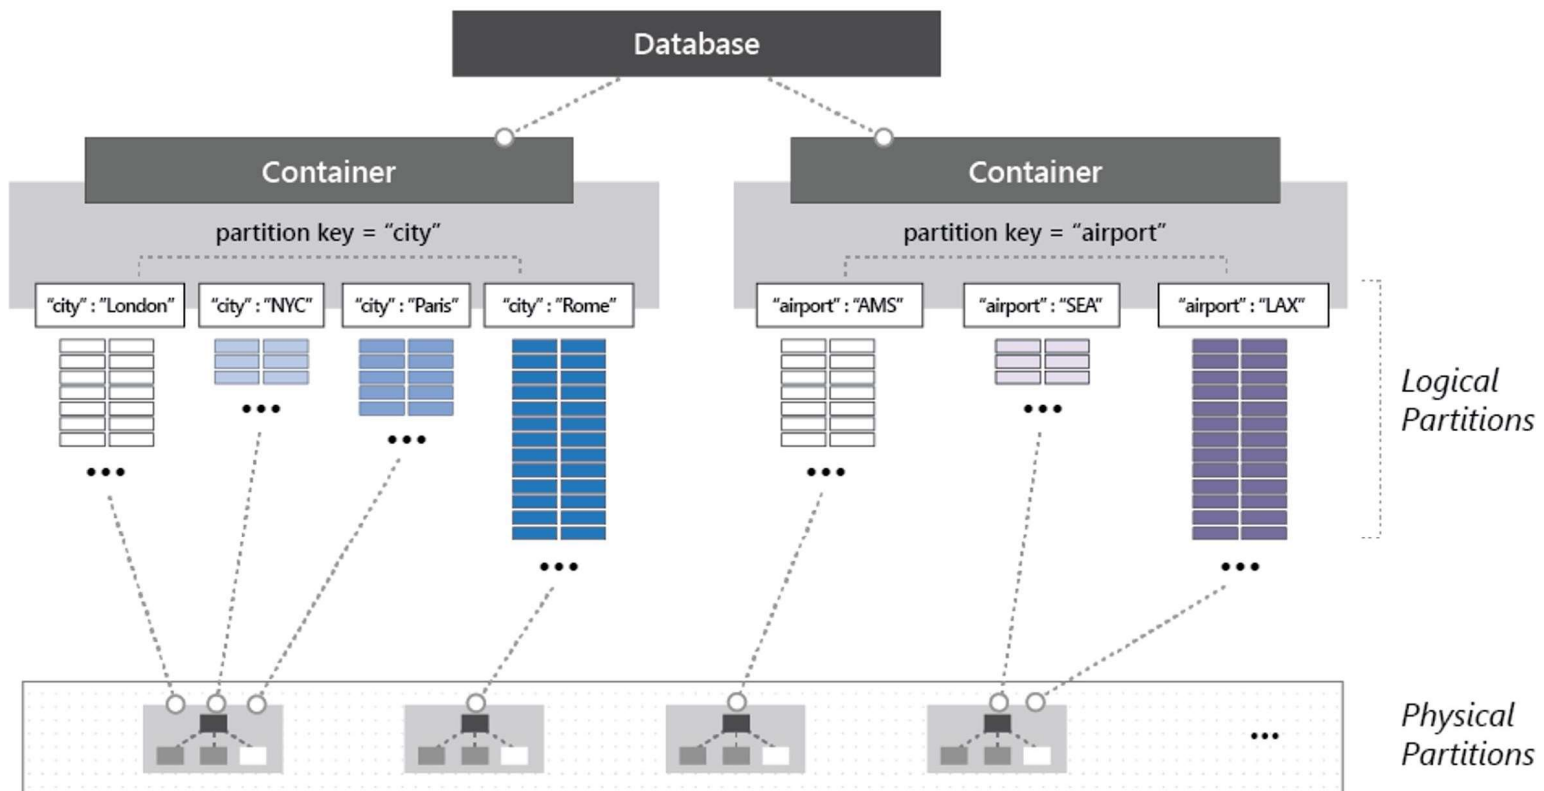 Database
Container
Container
partition key = “city”
partition key = “airport”
“city” : “London”
“city” : “NYC”
“city” : “Paris”
“city” : “Rome”
“airport” : “AMS”
“airport” : “SEA”
“airport” : “LAX”
Logical
Partitions
Physical
Partitions